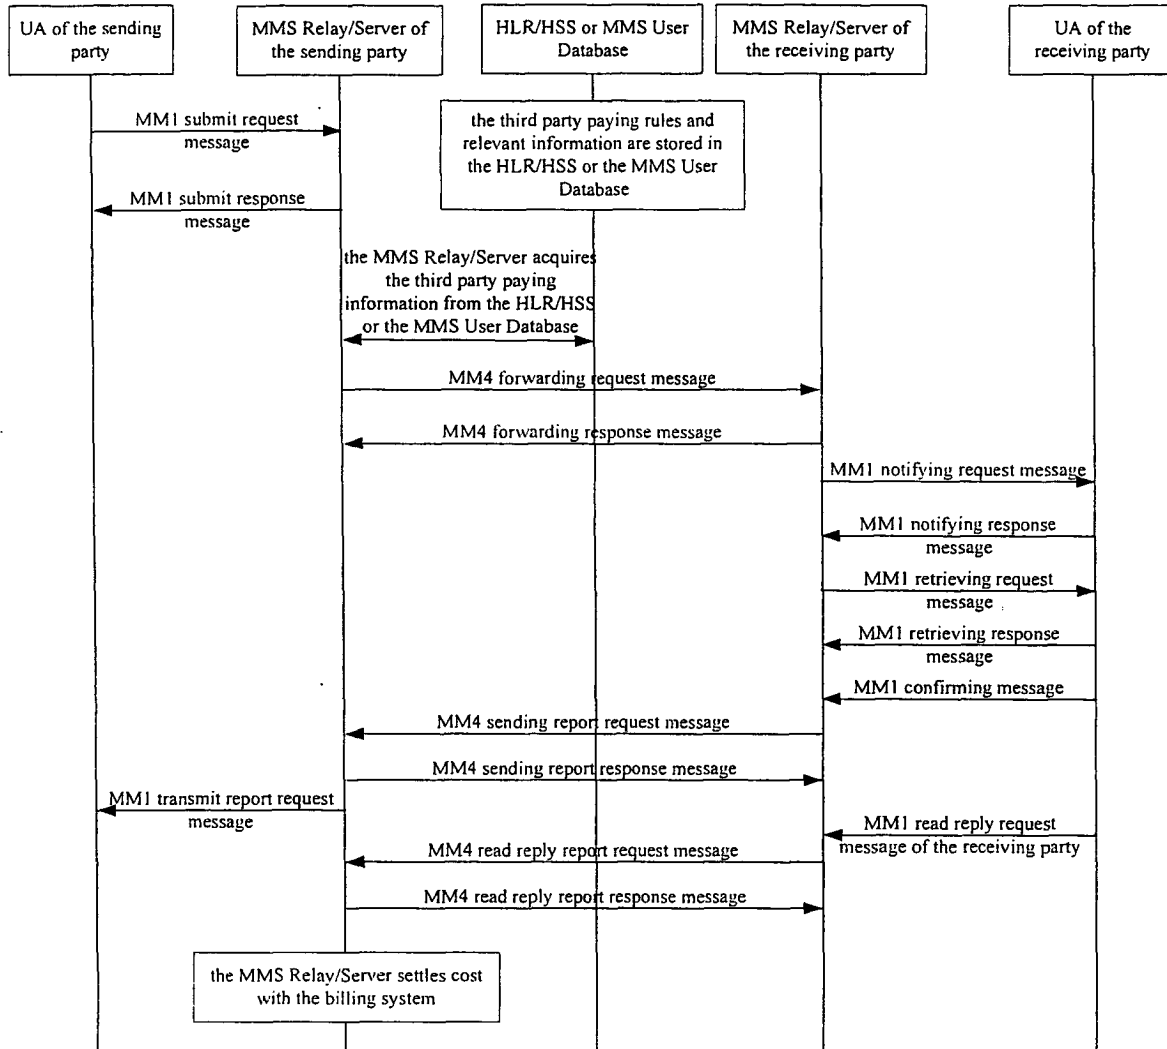 UA of the sending
party
MMS Relay/Server of
the sending party
HLR/HSS or MMS User
Database
MMS Relay/Server of
the receiving party
UA of the
receiving party
the third party paying rules and
relevant information are stored in
the HLR/HSS or the MMS User
Database
MM1 submit request
message
MM1 submit response
message
the MMS Relay/Server acquires
the third party paying
information from the HLR/HSS
or the MMS User Database
MM4 forwarding request message
MM4 forwarding response message
MM1 notifying request message
MM1 notifying response
message
MM1 retrieving request
message
MM1 retrieving response
message
MM1 confirming message
MM4 sending report request message
MM4 sending report response message
MM1 transmit report request
message
MM1 read reply request
message of the receiving party
MM4 read reply report request message
MM4 read reply report response message
the MMS Relay/Server settles cost
with the billing system